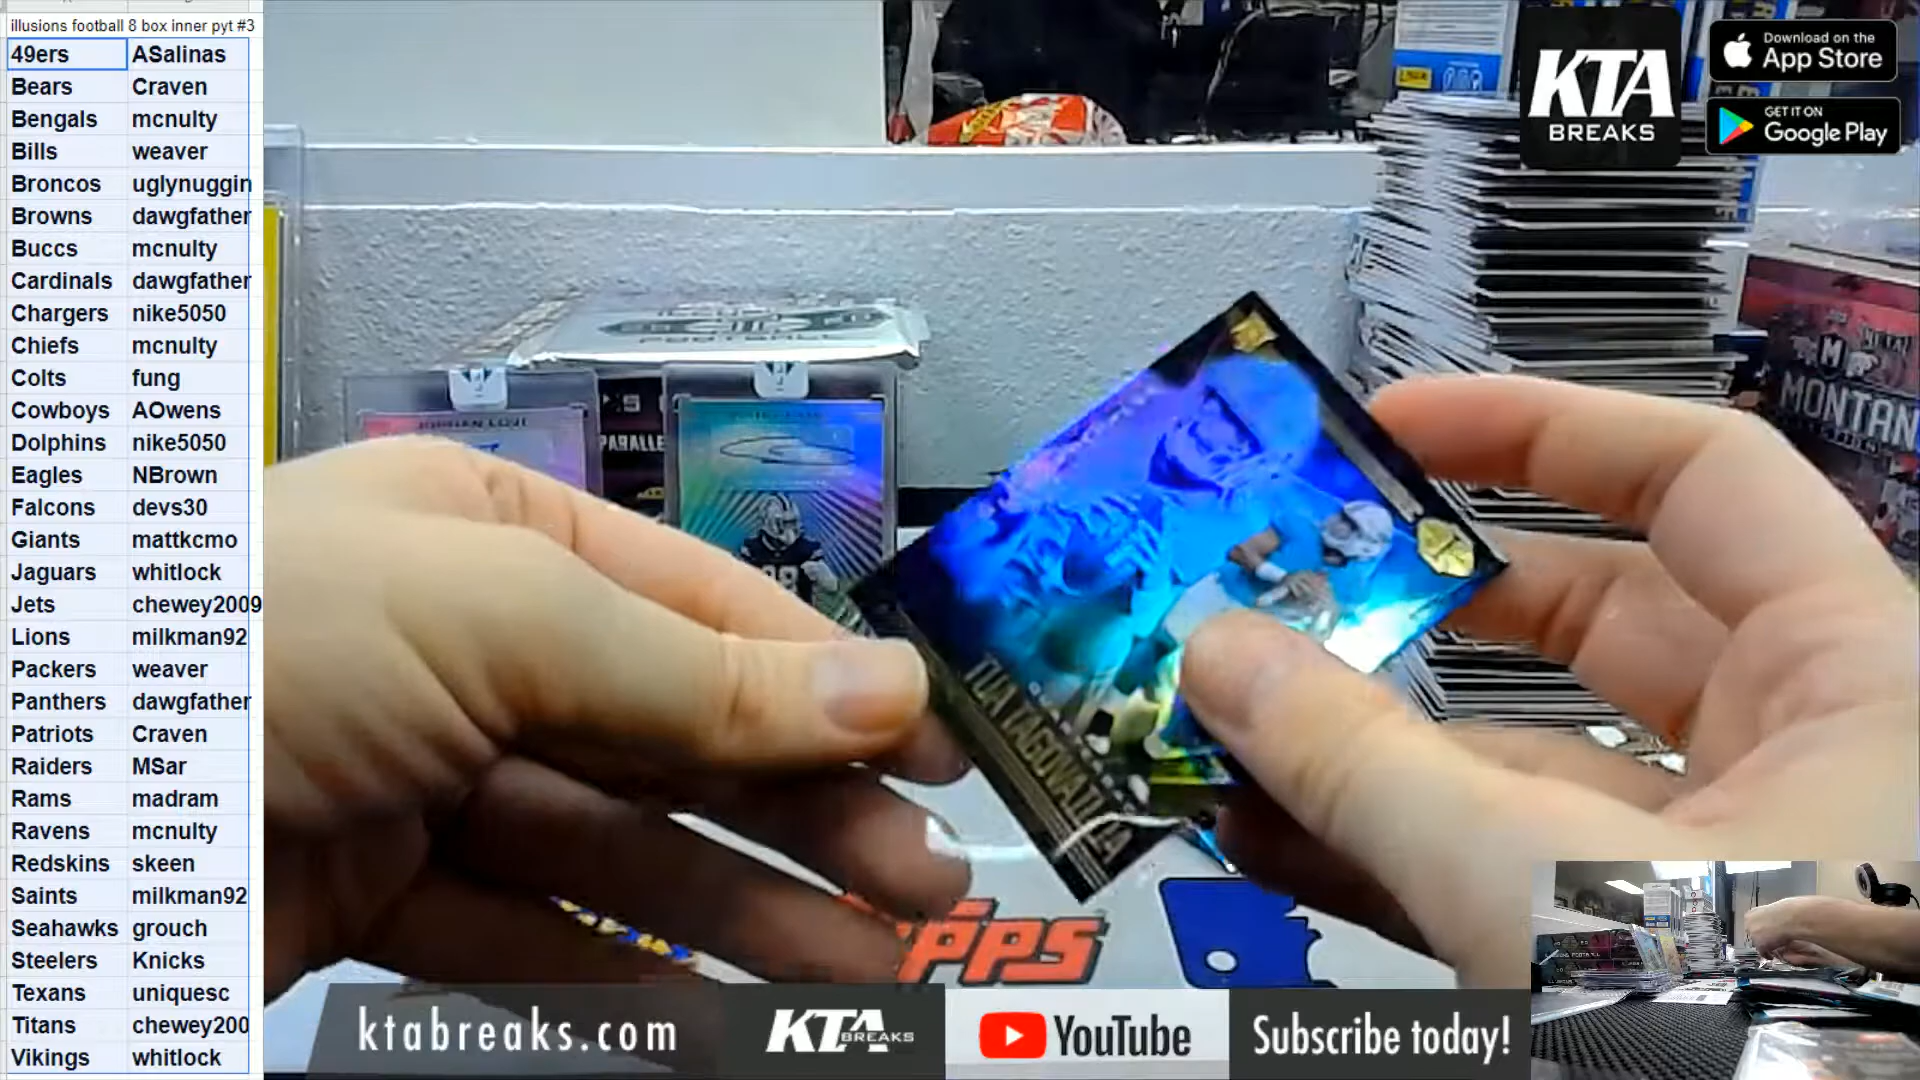 illusions football 8 box inner pyt #3
49ers ASalinas
Bears Craven
Bengals mcnulty
Bills weaver
Broncos uglynuggin
Browns dawgfather
Buccs mcnulty
Cardinals dawgfather
Chargers nike5050
Chiefs mcnulty
Colts fung
Cowboys AOwens
Dolphins nike5050
Eagles NBrown
Falcons devs30
Giants mattkcmo
Jaguars whitlock
Jets chewey2009
Lions milkman92
Packers weaver
Panthers dawgfather
Patriots Craven
Raiders MSar
Rams madram
Ravens mcnulty
Redskins skeen
Saints milkman92
Seahawks grouch
Steelers Knicks
Texans uniquesc
Titans chewey200
Vikings whitlock
KTA
BREAKS
Download on the
App Store
GET IT ON
Google Play
MONTAN
FOOTBALL
JORDAN LOVE
PARALLE
TUA TAGOVAILOA
ktabreaks.com
KTA BREAKS
YouTube
Subscribe today!